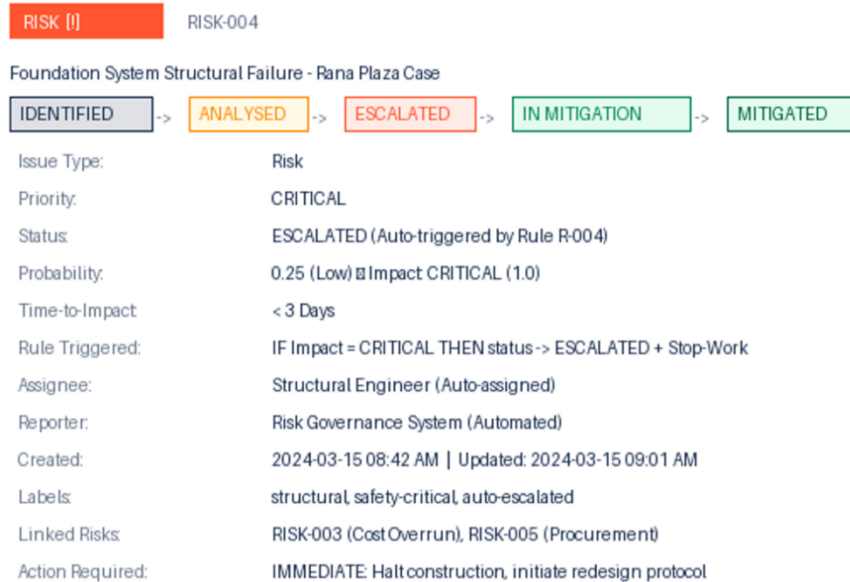 RISK [!] RISK-004
Foundation System Structural Failure - Rana Plaza Case
IDENTIFIED -> ANALYSED -> ESCALATED -> IN MITIGATION -> MITIGATED
Issue Type: Risk
Priority: CRITICAL
Status: ESCALATED (Auto-triggered by Rule R-004)
Probability: 0.25 (Low) Impact: CRITICAL (1.0)
Time-to-Impact: < 3 Days
Rule Triggered: IF Impact = CRITICAL THEN status -> ESCALATED + Stop-Work
Assignee: Structural Engineer (Auto-assigned)
Reporter: Risk Governance System (Automated)
Created: 2024-03-15 08:42 AM | Updated: 2024-03-15 09:01 AM
Labels: structural, safety-critical, auto-escalated
Linked Risks: RISK-003 (Cost Overrun), RISK-005 (Procurement)
Action Required: IMMEDIATE: Halt construction, initiate redesign protocol